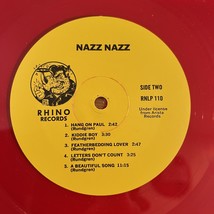 NAZZ NAZZ
RHINO
RECORDS
SIDE TWO
RNLP 110
Under license
from Arista
Records
1. HANG ON PAUL 2:42
(Rundgren)
2. KIDDIE BOY 3:30
(Rundgren)
3. FEATHERBEDDING LOVER 2:47
(Rundgren)
4. LETTERS DON'T COUNT 3:25
(Rundgren)
5. A BEAUTIFUL SONG 11:15
(Rundgren)